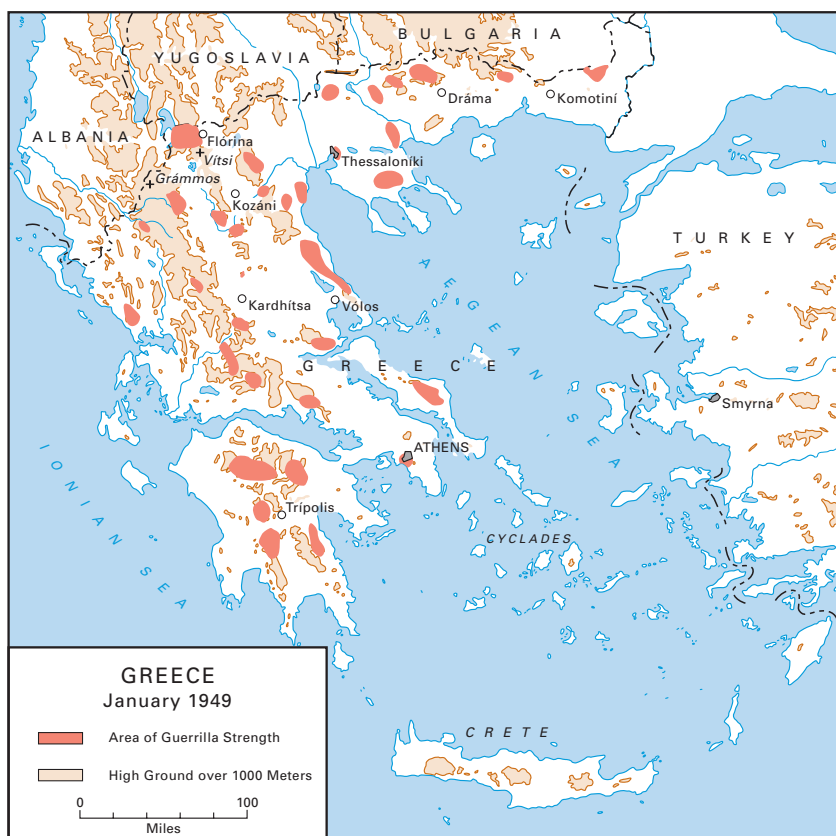 BULGARIA
YUGOSLAVIA
Dráma
Komotiní
ALBANIA
Flórina
Vítsi
Thessaloníki
Grámmos
Kozáni
TURKEY
AEGEAN SEA
Kardhítsa
Vólos
GREECE
Smyrna
ATHENS
IONIAN SEA
Trípolis
CYCLADES
CRETE
GREECE
January 1949
Area of Guerrilla Strength
High Ground over 1000 Meters
0 100
Miles